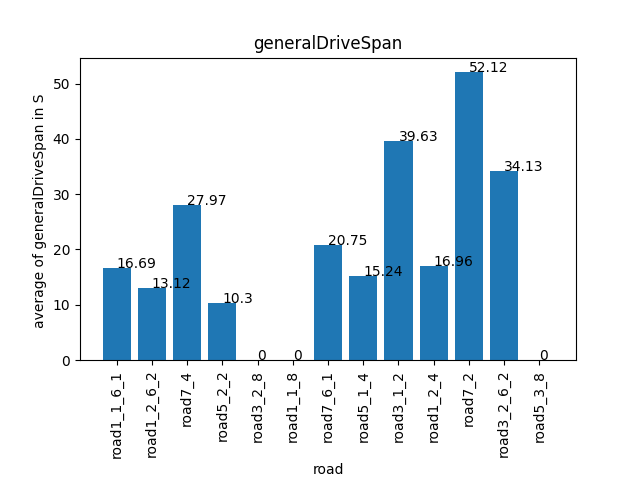 generalDriveSpan
average of generalDriveSpan in S
50
40
30
20
10
0
16.69
13.12
27.97
10.3
0
0
20.75
15.24
39.63
16.96
52.12
34.13
0
road1_1_6_1
road1_2_6_2
road7_4
road5_2_2
road3_2_8
road1_1_8
road7_6_1
road5_1_4
road3_1_2
road1_2_4
road7_2
road3_2_6_2
road5_3_8
road